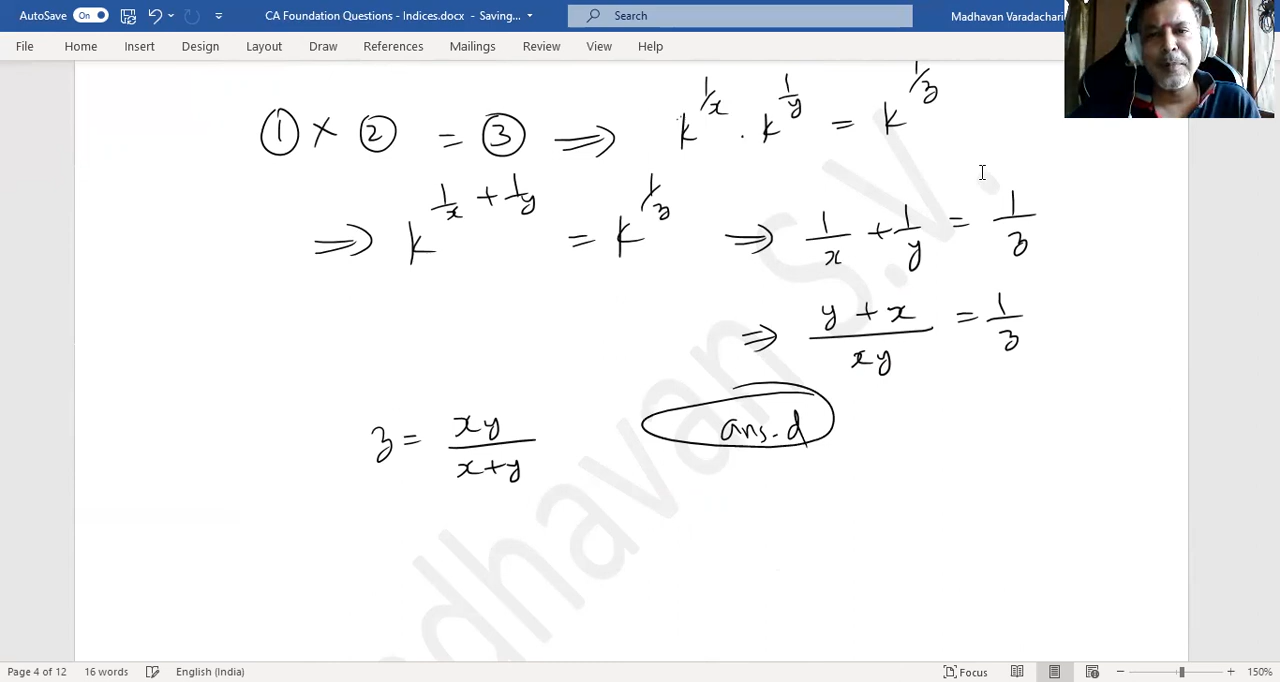 AutoSave On CA Foundation Questions - Indices.docx - Saving... Search Madhavan Varadachari
File Home Insert Design Layout Draw References Mailings Review View Help
① × ② = ③ ⟹ k^(1/x) . k^(1/y) = k^(1/z)
⟹ k^(1/x + 1/y) = k^(1/z) ⟹ 1/x + 1/y = 1/z
⟹ (y + x)/(xy) = 1/z
z = xy/(x+y) ans. d
dhavan S.V.
Page 4 of 12 16 words English (India) Focus 150%